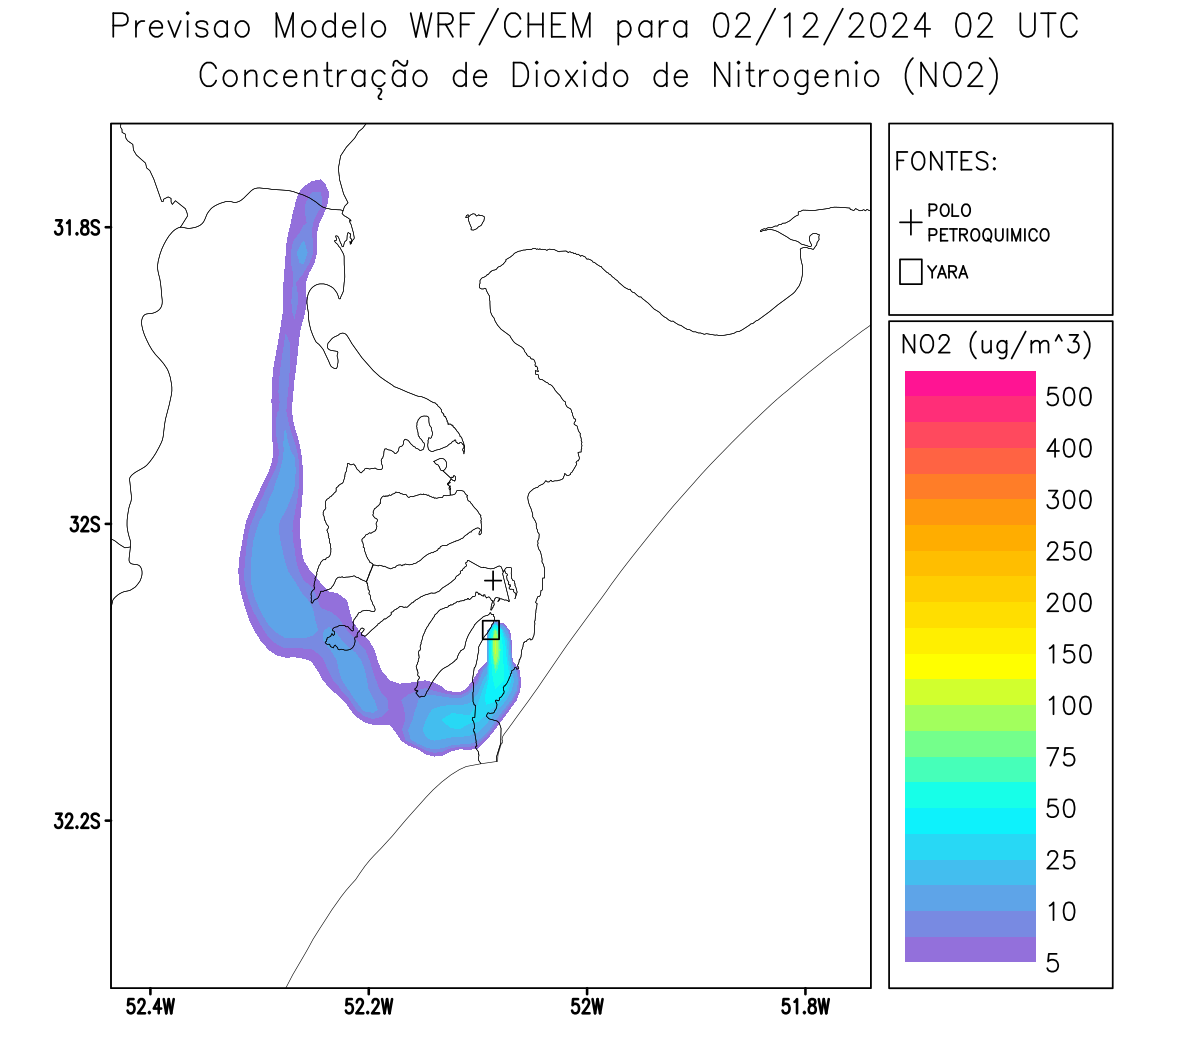 Previsao Modelo WRF/CHEM para 02/12/2024 02 UTC
Concentração de Dioxido de Nitrogenio (NO2)
FONTES:
POLO
PETROQUIMICO
YARA
NO2 (ug/m^3)
500
400
300
250
200
150
100
75
50
25
10
5
31.8S
32S
32.2S
52.4W
52.2W
52W
51.8W